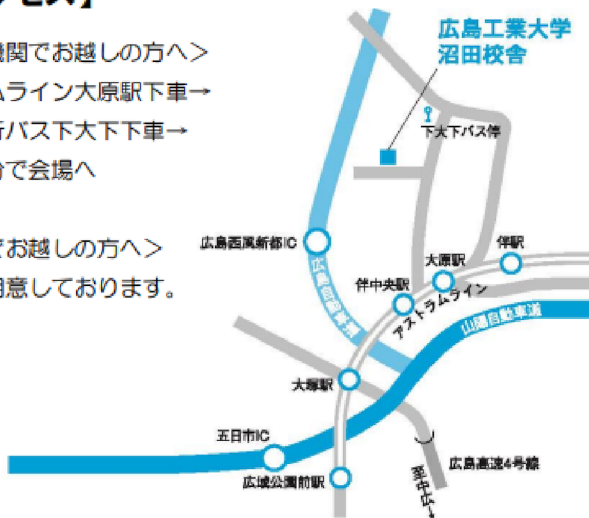 機関でお越しの方へ>
ムライン大原駅下車→
行バス下大下下車→
分で会場へ
でお越しの方へ>
用意しております。
広島工業大学
沼田校舎
下大下バス停
広島西風新都IC
伴駅
大原駅
伴中央駅
アストラムライン
広島自動車道
山陽自動車道
大塚駅
五日市IC
広域公園前駅
広島高速4号線
至中広→